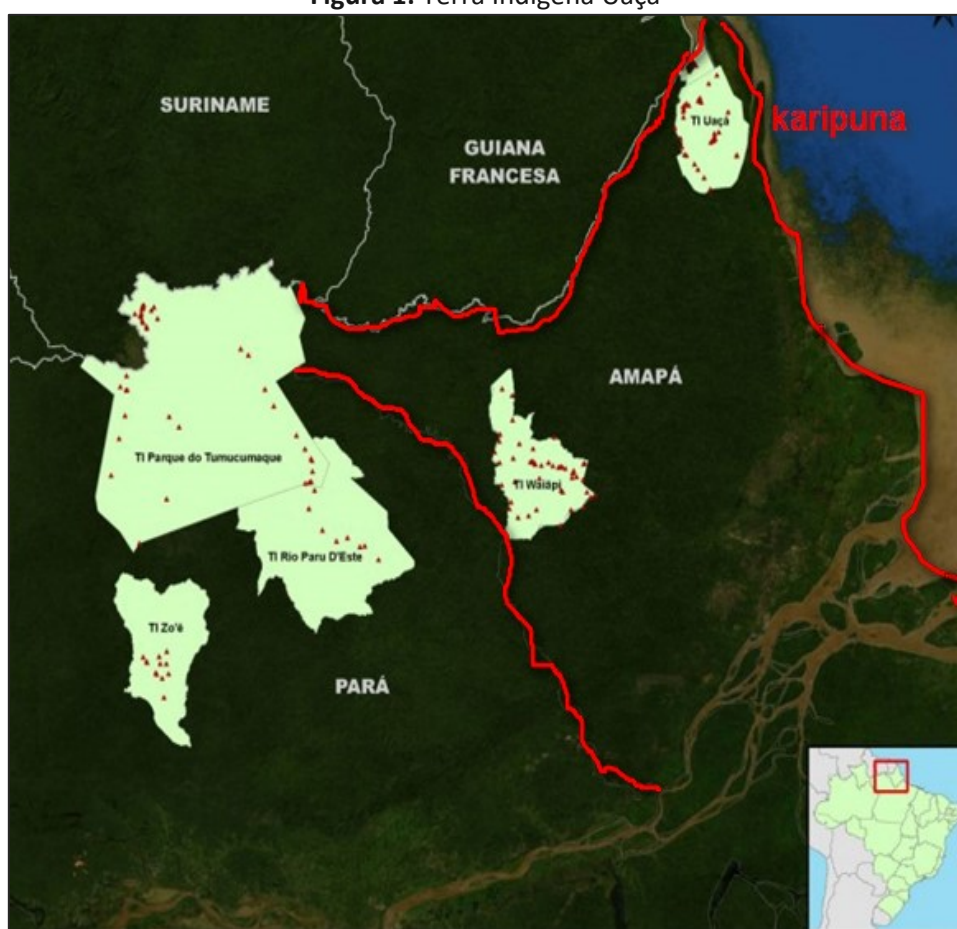 Figura 1. Terra Indígena Uaçá
SURINAME
GUIANA
FRANCESA
TI Uaçá
karipuna
AMAPÁ
TI Parque do Tumucumaque
TI Waiãpi
TI Rio Paru D'Este
TI Zo'é
PARÁ